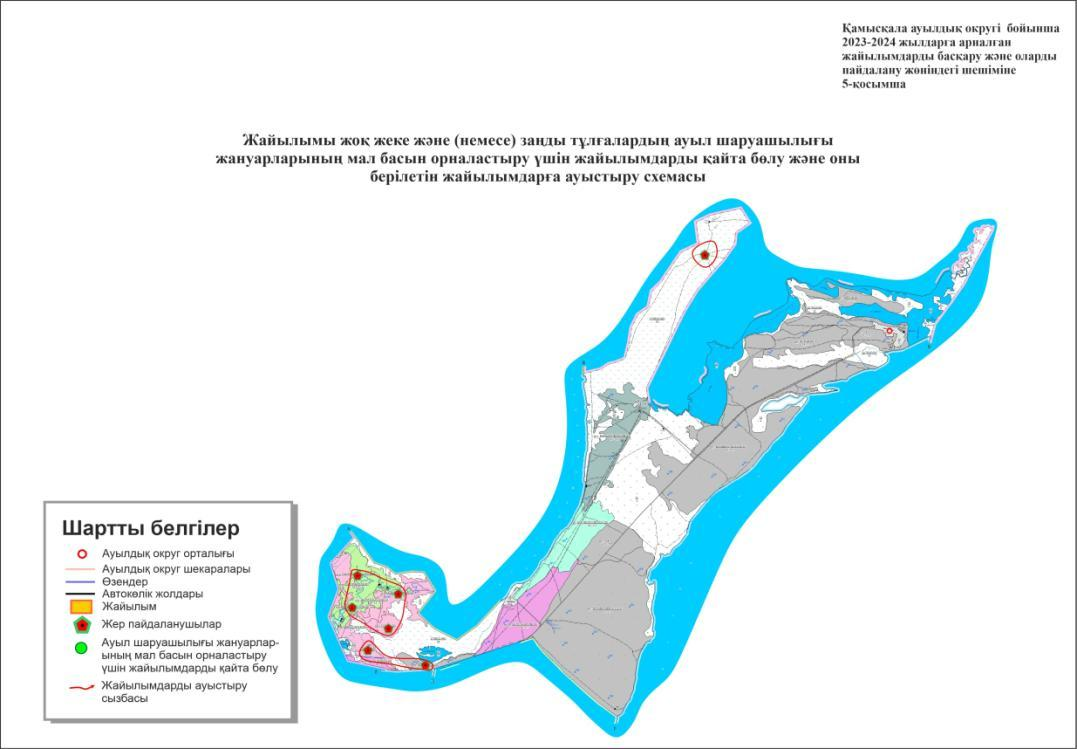 Қамысқала ауылдық округі бойынша
2023-2024 жылдарға арналған
жайылымдарды басқару және оларды
пайдалану жөніндегі шешіміне
5-қосымша
Жайылымы жоқ жеке және (немесе) заңды тұлғалардың ауыл шаруашылығы
жануарларының мал басын орналастыру үшін жайылымдарды қайта бөлу және оны
берілетін жайылымдарға ауыстыру схемасы
Шартты белгілер
Ауылдық округ орталығы
Ауылдық округ шекаралары
Өзендер
Автокөлік жолдары
Жайылым
Жер пайдаланушылар
Ауыл шаруашылығы жануарлар-
ының мал басын орналастыру
үшін жайылымдарды қайта бөлу
Жайылымдарды ауыстыру
сызбасы